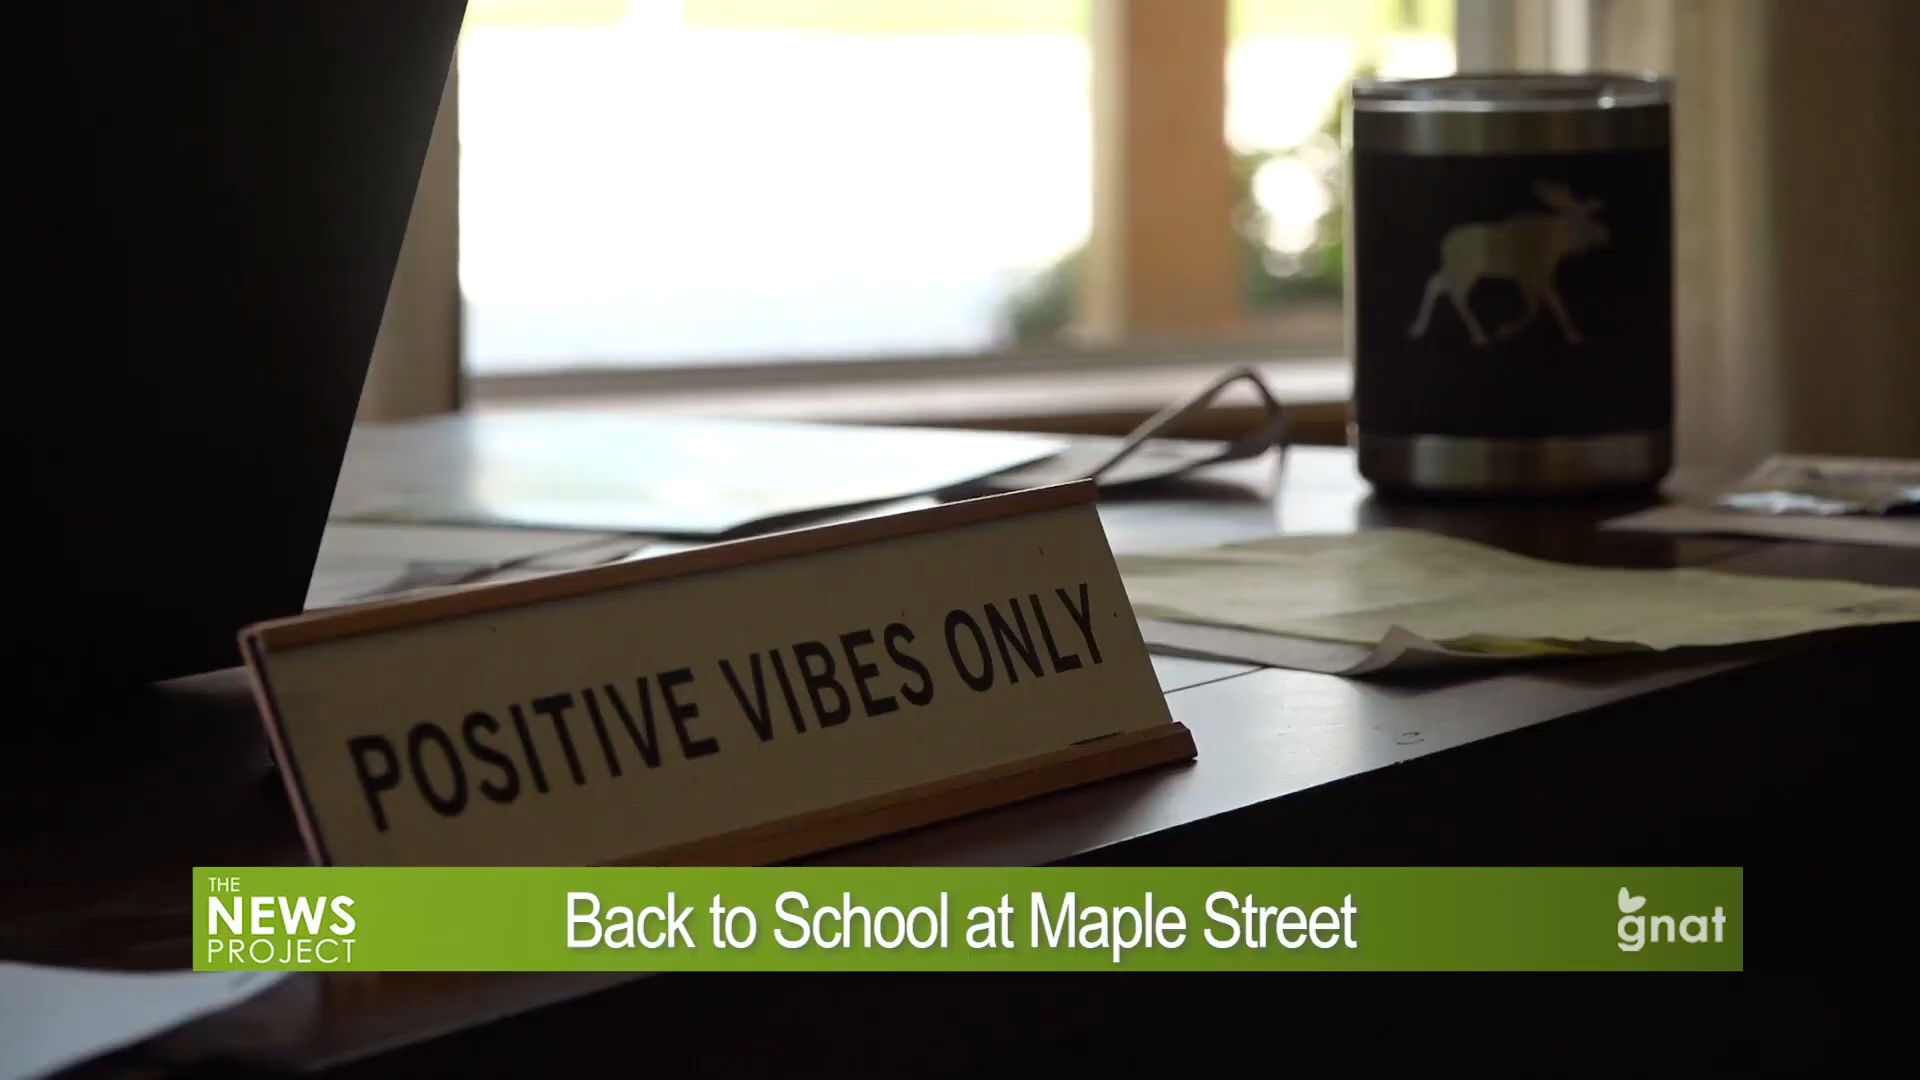 POSITIVE VIBES ONLY
THE
NEWS
PROJECT
Back to School at Maple Street
gnat